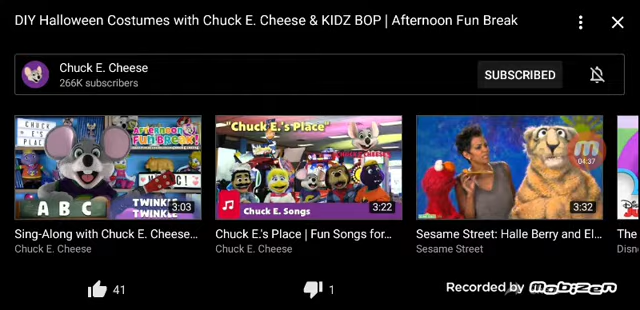 DIY Halloween Costumes with Chuck E. Cheese & KIDZ BOP | Afternoon Fun Break
Chuck E. Cheese
266K subscribers
SUBSCRIBED
CHUCK E.'S PLACE
AFTERNOON FUN BREAK!
A B C
TWINKLE TWINKLE
3:03
"Chuck E.'s Place"
Chuck E. Songs
3:22
04:37
3:32
Sing-Along with Chuck E. Cheese...
Chuck E. Cheese
Chuck E.'s Place | Fun Songs for...
Chuck E. Cheese
Sesame Street: Halle Berry and El...
Sesame Street
The
Disn
41
1
Recorded by Mobizen